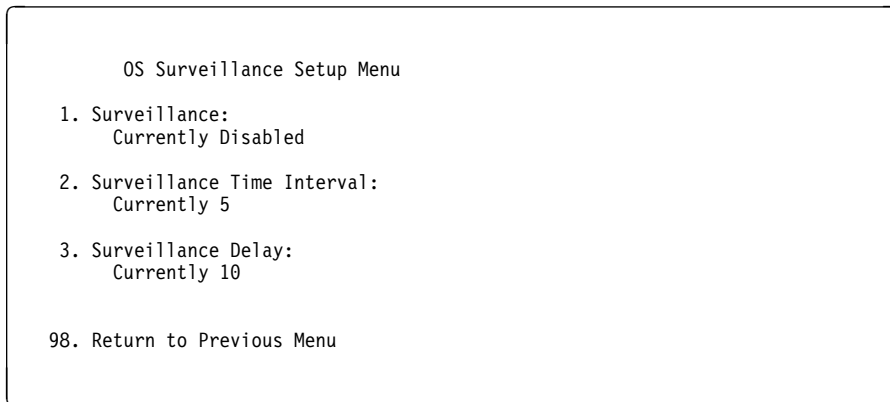 OS Surveillance Setup Menu
1. Surveillance:
Currently Disabled
2. Surveillance Time Interval:
Currently 5
3. Surveillance Delay:
Currently 10
98. Return to Previous Menu